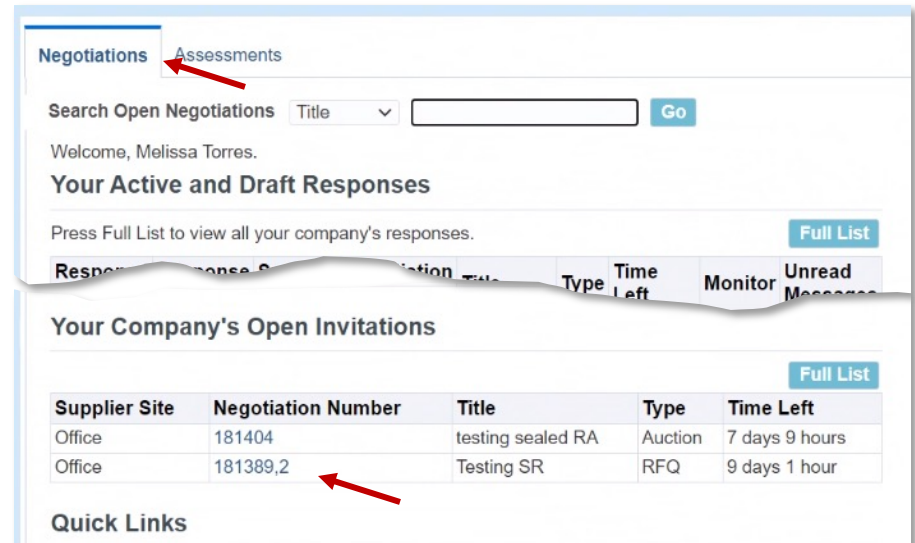 Negotiations Assessments
Search Open Negotiations Title Go
Welcome, Melissa Torres.
Your Active and Draft Responses
Press Full List to view all your company's responses. Full List
Type Time Left Monitor Unread Messages
Your Company's Open Invitations
Full List
Supplier Site Negotiation Number Title Type Time Left
Office 181404 testing sealed RA Auction 7 days 9 hours
Office 181389,2 Testing SR RFQ 9 days 1 hour
Quick Links